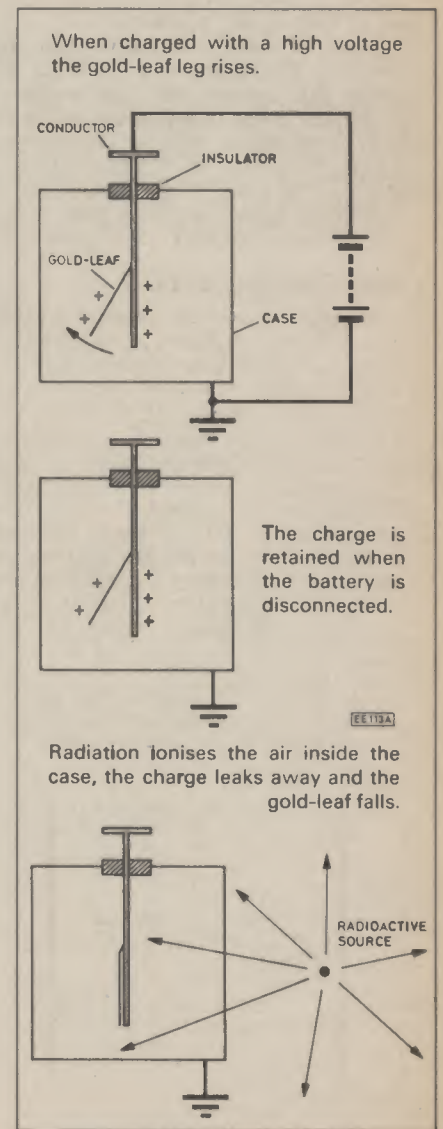 When charged with a high voltage
the gold-leaf leg rises.
CONDUCTOR
INSULATOR
GOLD-LEAF
+
+
+
+
+
CASE
The charge is
retained when
the battery is
disconnected.
+
+
+
+
+
EE113A
Radiation ionises the air inside the
case, the charge leaks away and the
gold-leaf falls.
RADIOACTIVE
SOURCE